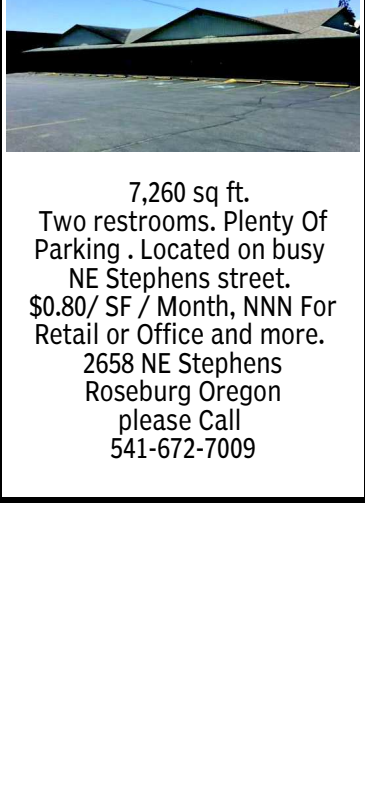 7,260 sq ft.
Two restrooms. Plenty Of
Parking . Located on busy
NE Stephens street.
$0.80/ SF / Month, NNN For
Retail or Office and more.
2658 NE Stephens
Roseburg Oregon
please Call
541-672-7009